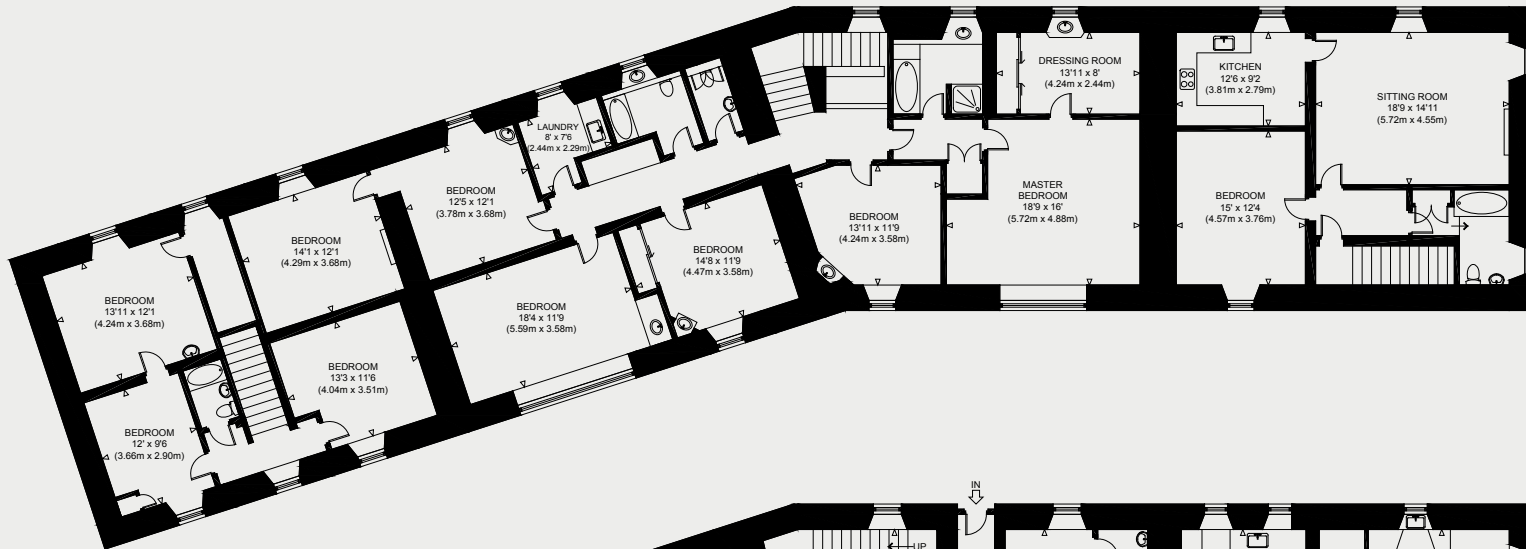 DRESSING ROOM
13'11 x 8'
(4.24m x 2.44m)
KITCHEN
12'6 x 9'2
(3.81m x 2.79m)
SITTING ROOM
18'9 x 14'11
(5.72m x 4.55m)
LAUNDRY
8' x 7'6
(2.44m x 2.29m)
BEDROOM
12'5 x 12'1
(3.78m x 3.68m)
MASTER
BEDROOM
18'9 x 16'
(5.72m x 4.88m)
BEDROOM
15' x 12'4
(4.57m x 3.76m)
BEDROOM
13'11 x 11'9
(4.24m x 3.58m)
BEDROOM
14'1 x 12'1
(4.29m x 3.68m)
BEDROOM
14'8 x 11'9
(4.47m x 3.58m)
BEDROOM
13'11 x 12'1
(4.24m x 3.68m)
BEDROOM
18'4 x 11'9
(5.59m x 3.58m)
BEDROOM
13'3 x 11'6
(4.04m x 3.51m)
BEDROOM
12' x 9'6
(3.66m x 2.90m)
IN
UP